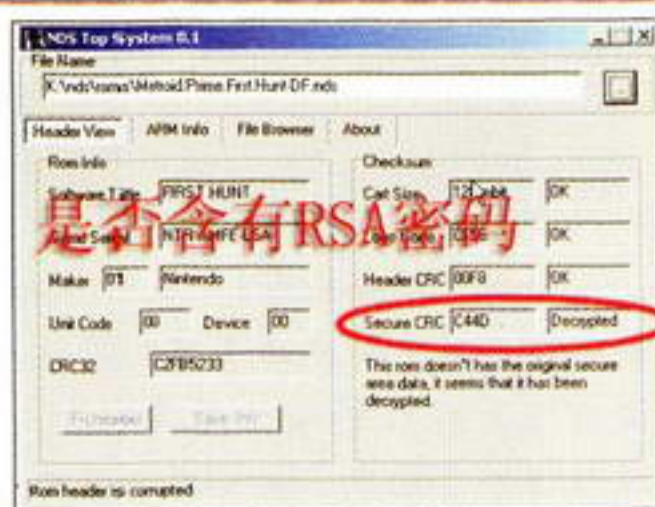 NDS Top System 0.1
File Name
K:\nds\roms\Metroid.Prime.First.Hunt-DF.nds
Header View ARM Info File Browser About
Rom Info
Checksum
Software Title FIRST HUNT
Cart Size OK
是否含有RSA密码
Serial
OK
Maker 01 Nintendo
Header CRC 00F8 OK
Unit Code 00 Device 00
Secure CRC C44D Decrypted
CRC32 C2FB5233
This rom doesn't has the original secure
area data, it seems that it has been
decrypted.
Rom header is corrupted